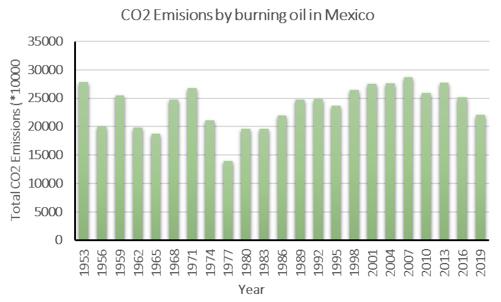 CO2 Emisions by burning oil in Mexico
Total CO2 Emissions (*10000
35000
30000
25000
20000
15000
10000
5000
0
1953 1956 1959 1962 1965 1968 1971 1974 1977 1980 1983 1986 1989 1992 1995 1998 2001 2004 2007 2010 2013 2016 2019
Year